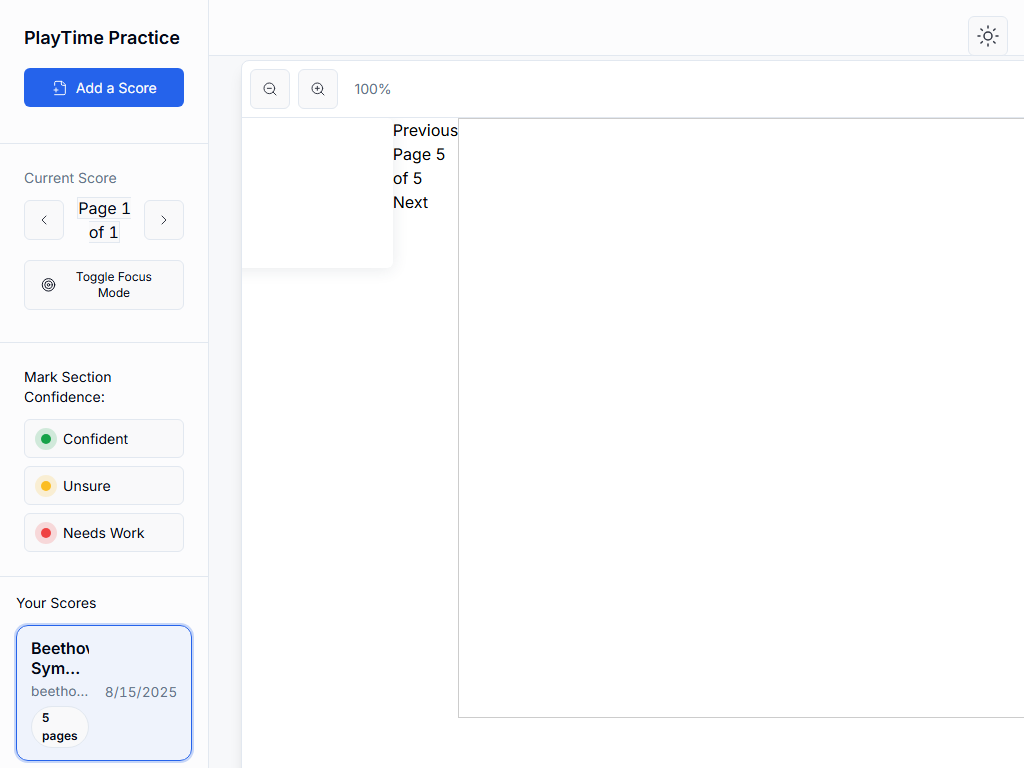 PlayTime Practice
Add a Score
Current Score
Page 1
of 1
Toggle Focus
Mode
Mark Section
Confidence:
Confident
Unsure
Needs Work
Your Scores
Beethov
Sym...
beetho...
8/15/2025
5
pages
100%
Previous
Page 5
of 5
Next